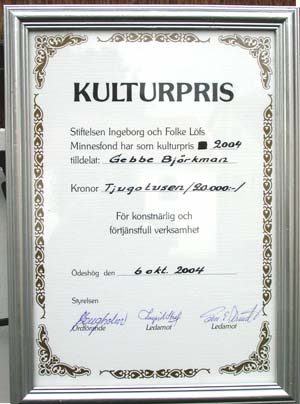 KULTURPRIS
Stiftelsen Ingeborg och Folke Löfs
Minnesfond har som kulturpris 2004
tilldelat: Gebbe Björkman
Kronor Tjugotusen/20.000:-/
För konstnärlig och
förtjänstfull verksamhet
Ödeshög den 6 okt. 2004
Styrelsen
Ordförande Ledamot Ledamot